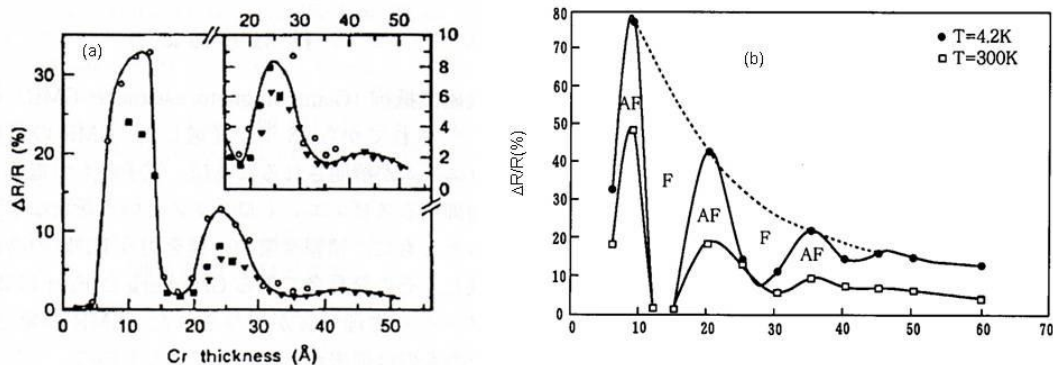 (a)
20 30 40 50
10
8
6
4
2
0
30
20
10
0
ΔR/R (%)
0 10 20 30 40 50
Cr thickness (Å)
(b)
T=4.2K
T=300K
80
70
60
50
40
30
20
10
0
ΔR/R(%)
AF
F
AF
F
AF
0 10 20 30 40 50 60 70